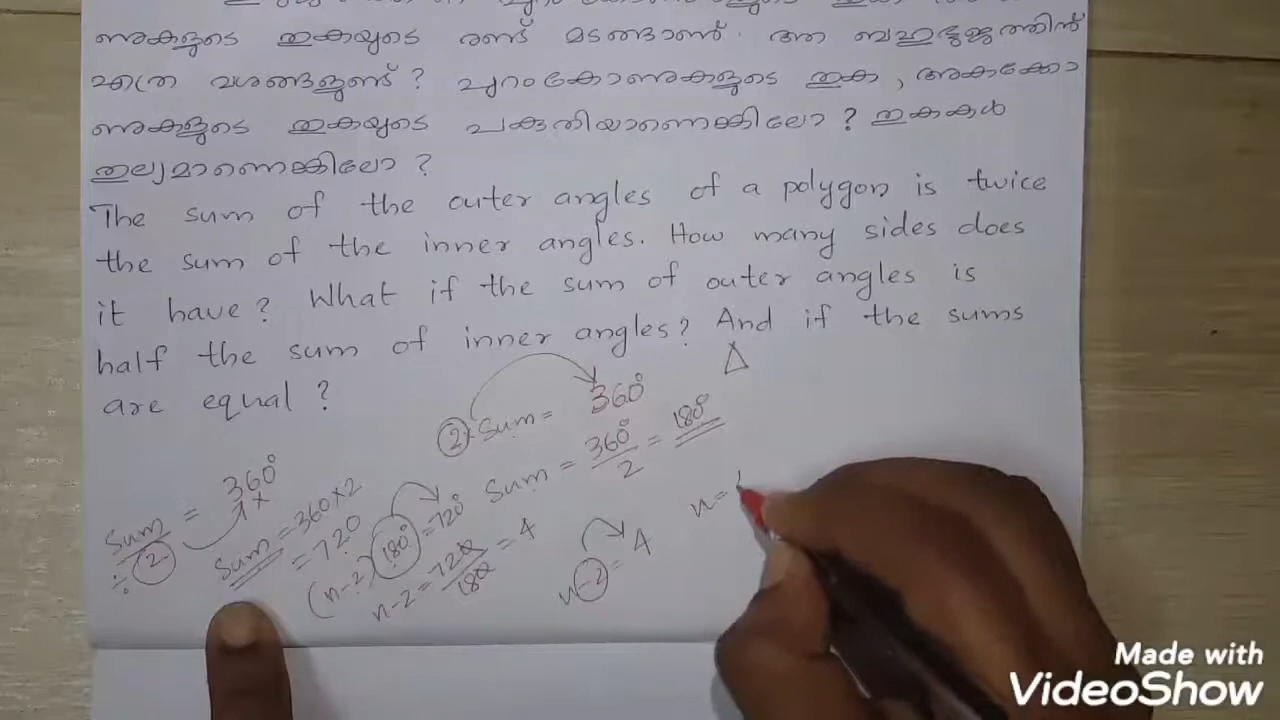 ണുകളുടെ തുകയുടെ രണ്ട് മടങ്ങാണ്. ആ ബഹുഭുജത്തിന്
എത്ര വശങ്ങളുണ്ട് ? പുറംകോണുകളുടെ തുക , അകക്കോ
ണുകളുടെ തുകയുടെ പകുതിയാണെങ്കിലോ ? തുകകൾ
തുല്യമാണെങ്കിലോ ?
The sum of the outer angles of a polygon is twice
the sum of the inner angles. How many sides does
it have? What if the sum of outer angles is
half the sum of inner angles? And if the sums
are equal ?
2×Sum = 360°
Sum = 360°/2 = 180°
Sum/2 = 360°
÷
Sum = 360×2
= 720
(n-2) 180° = 720°
n-2 = 720/180 = 4
n-2 = 4
n=
Made with
VideoShow